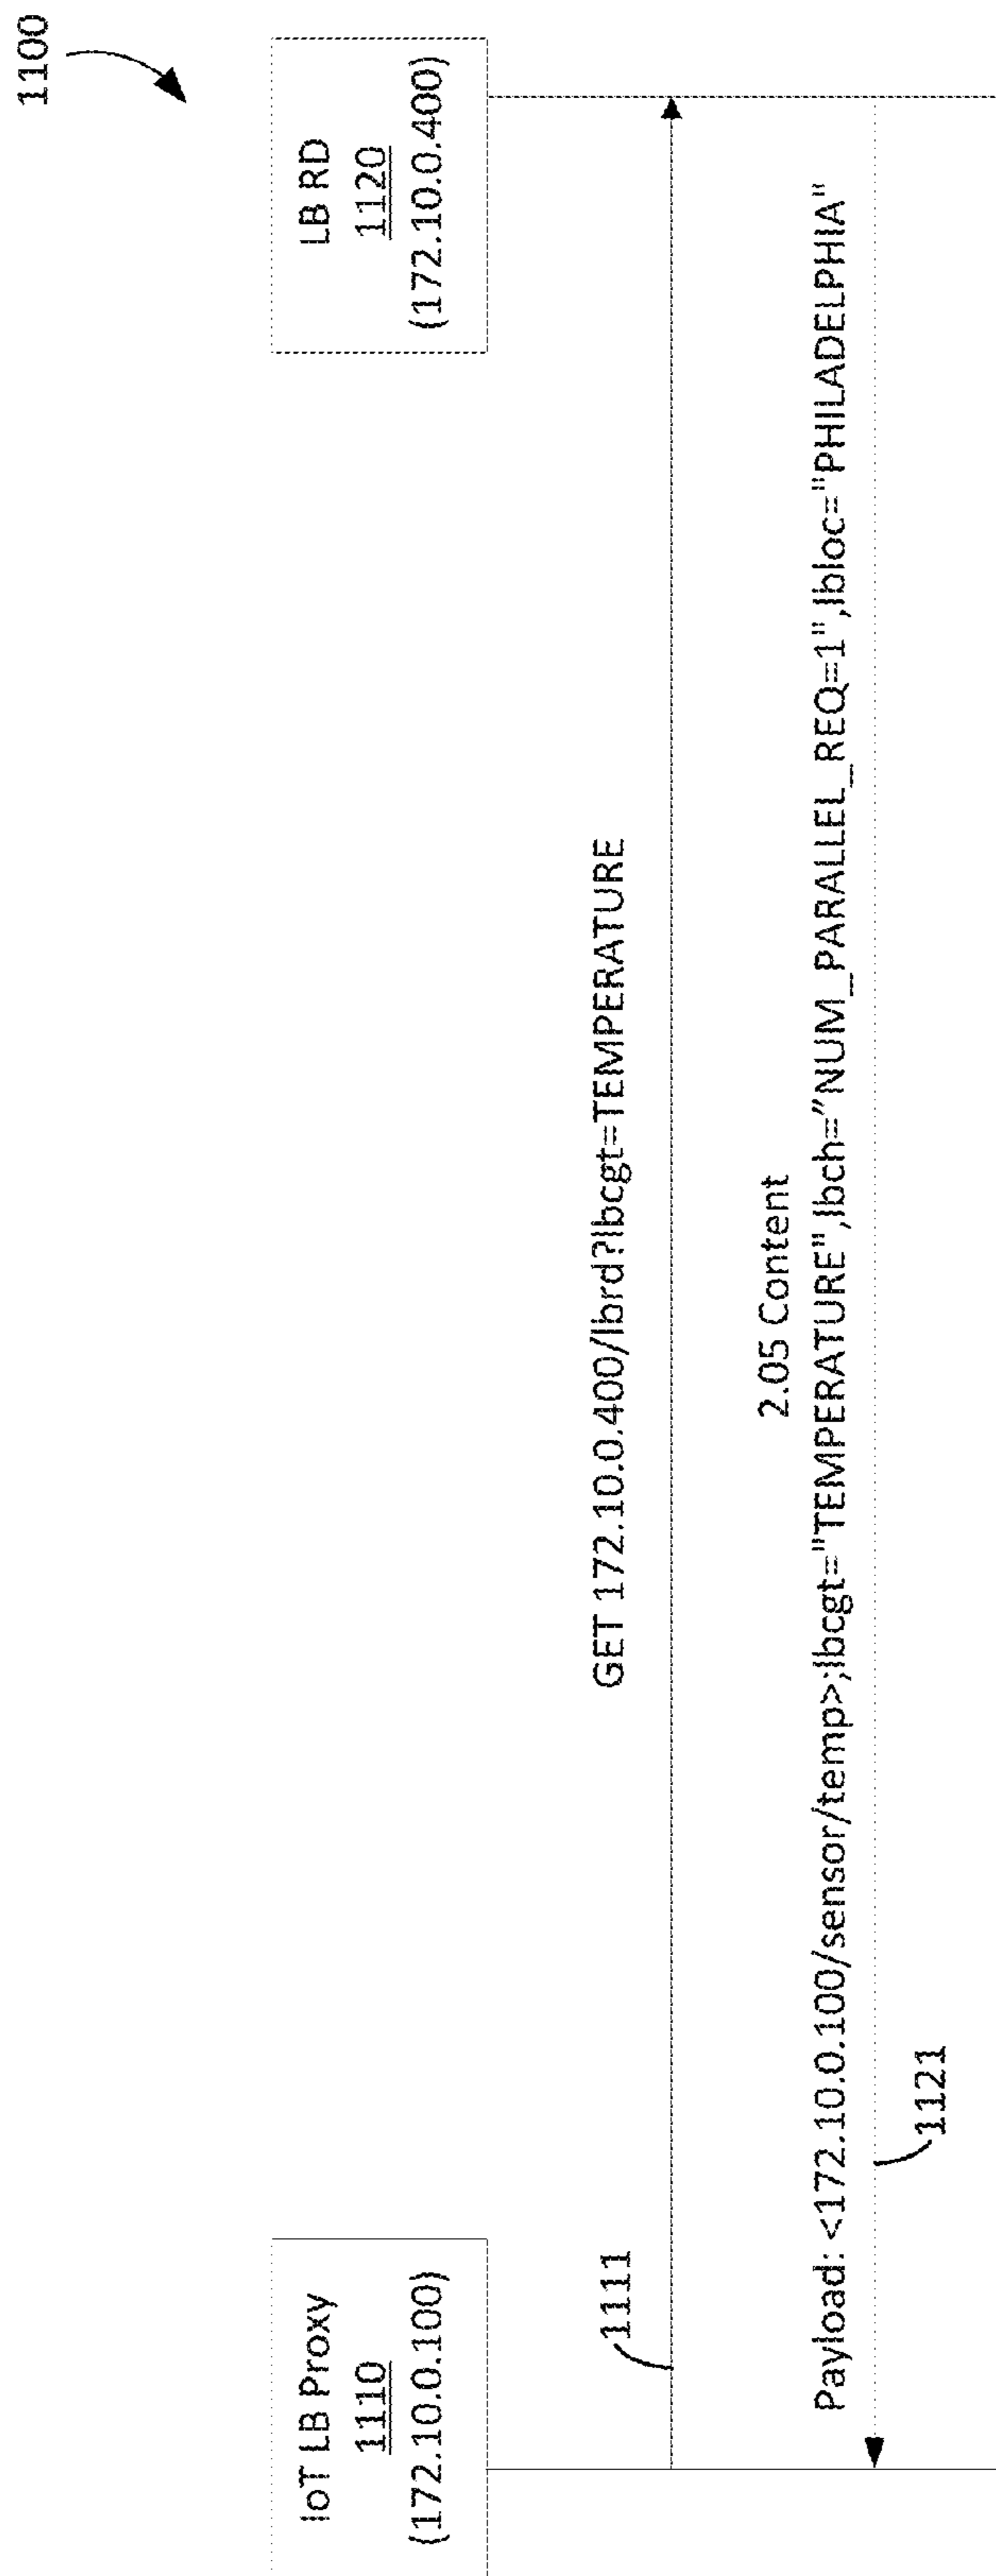 1100
IoT LB Proxy
1110
(172.10.0.100)
LB RD
1120
(172.10.0.400)
GET 172.10.0.400/lbrd?lbcgt=TEMPERATURE
1111
2.05 Content
Payload: <172.10.0.100/sensor/temp>;lbcgt="TEMPERATURE",lbch="NUM_PARALLEL_REQ=1",lbloc="PHILADELPHIA"
1121